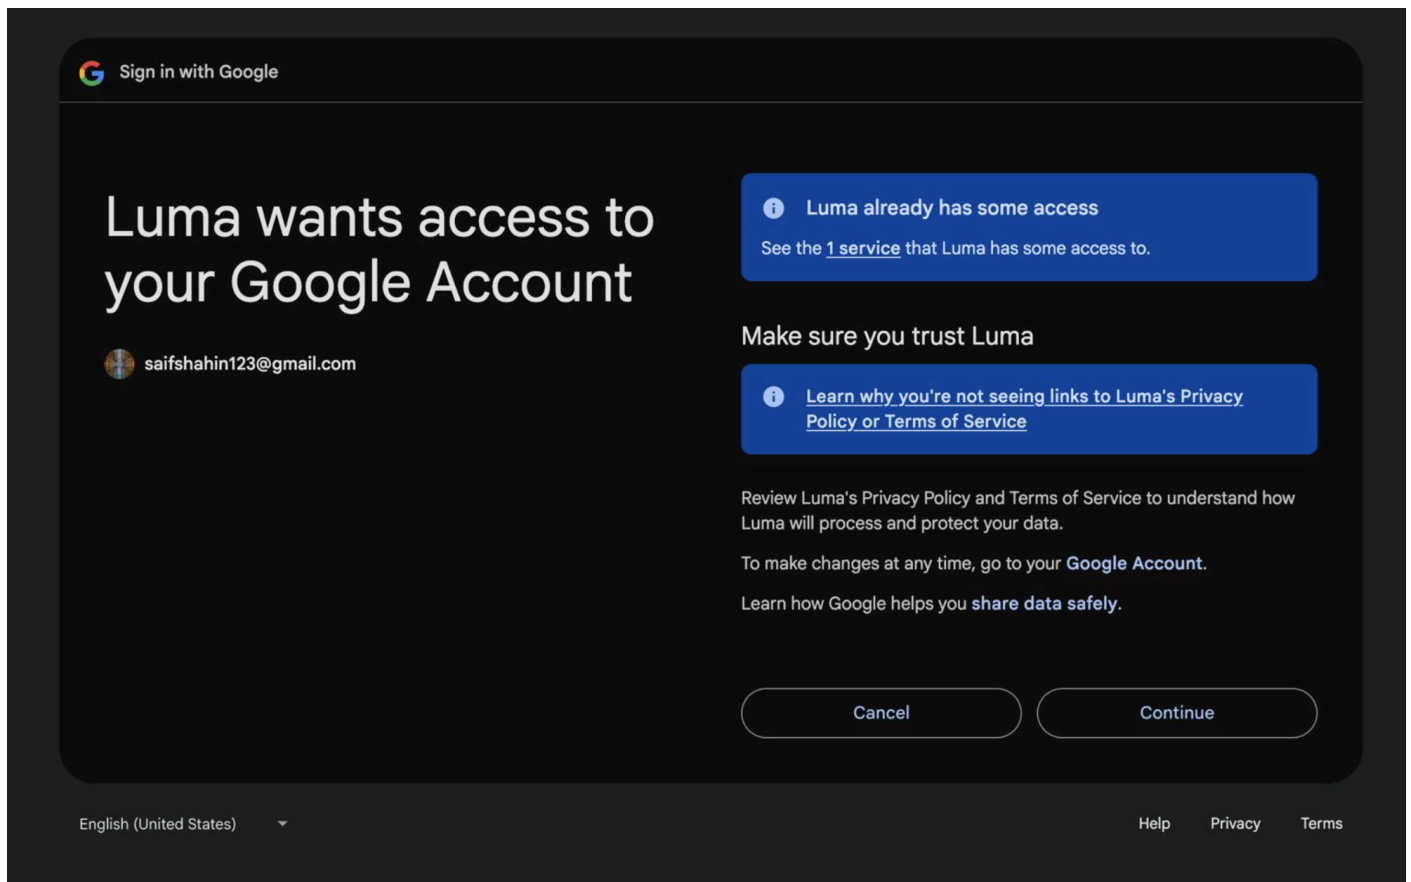 Sign in with Google
Luma wants access to
your Google Account
saifshahin123@gmail.com
Luma already has some access
See the 1 service that Luma has some access to.
Make sure you trust Luma
Learn why you're not seeing links to Luma's Privacy
Policy or Terms of Service
Review Luma's Privacy Policy and Terms of Service to understand how
Luma will process and protect your data.
To make changes at any time, go to your Google Account.
Learn how Google helps you share data safely.
Cancel
Continue
English (United States)
Help
Privacy
Terms